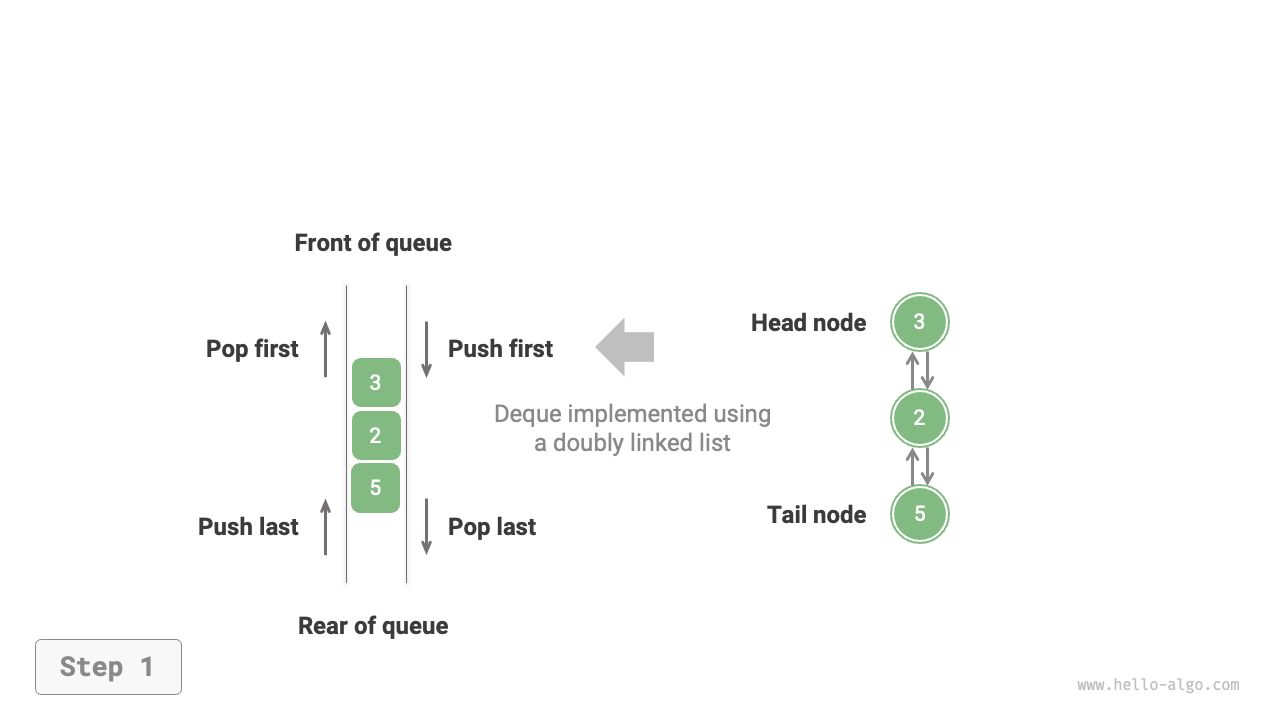 Front of queue
Pop first
Push first
3
2
5
Push last
Pop last
Rear of queue
Deque implemented using
a doubly linked list
Head node
3
2
Tail node
5
Step 1
www.hello-algo.com